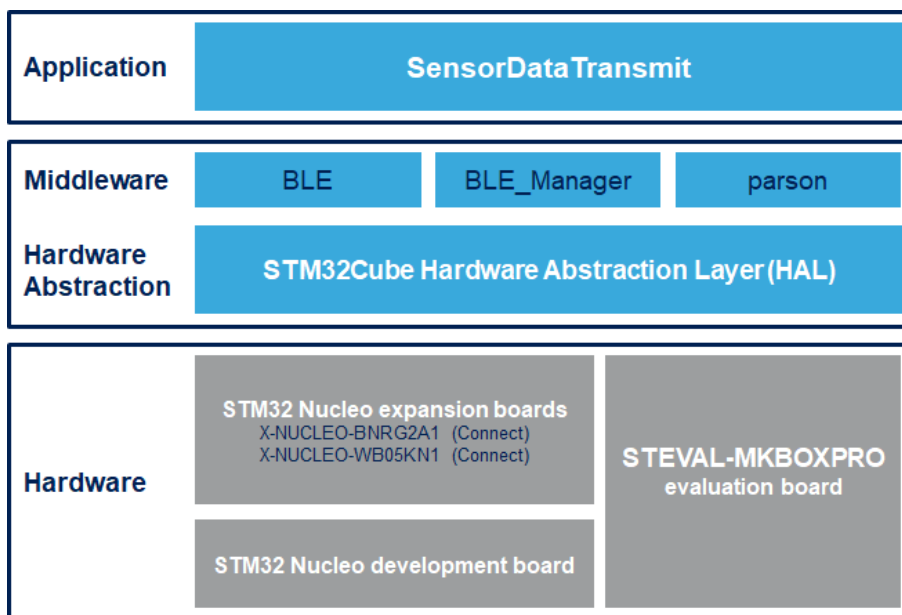 Application
SensorDataTransmit
Middleware
BLE
BLE_Manager
parson
Hardware
Abstraction
STM32Cube Hardware Abstraction Layer (HAL)
Hardware
STM32 Nucleo expansion boards
X-NUCLEO-BNRG2A1 (Connect)
X-NUCLEO-WB05KN1 (Connect)
STM32 Nucleo development board
STEVAL-MKBOXPRO
evaluation board